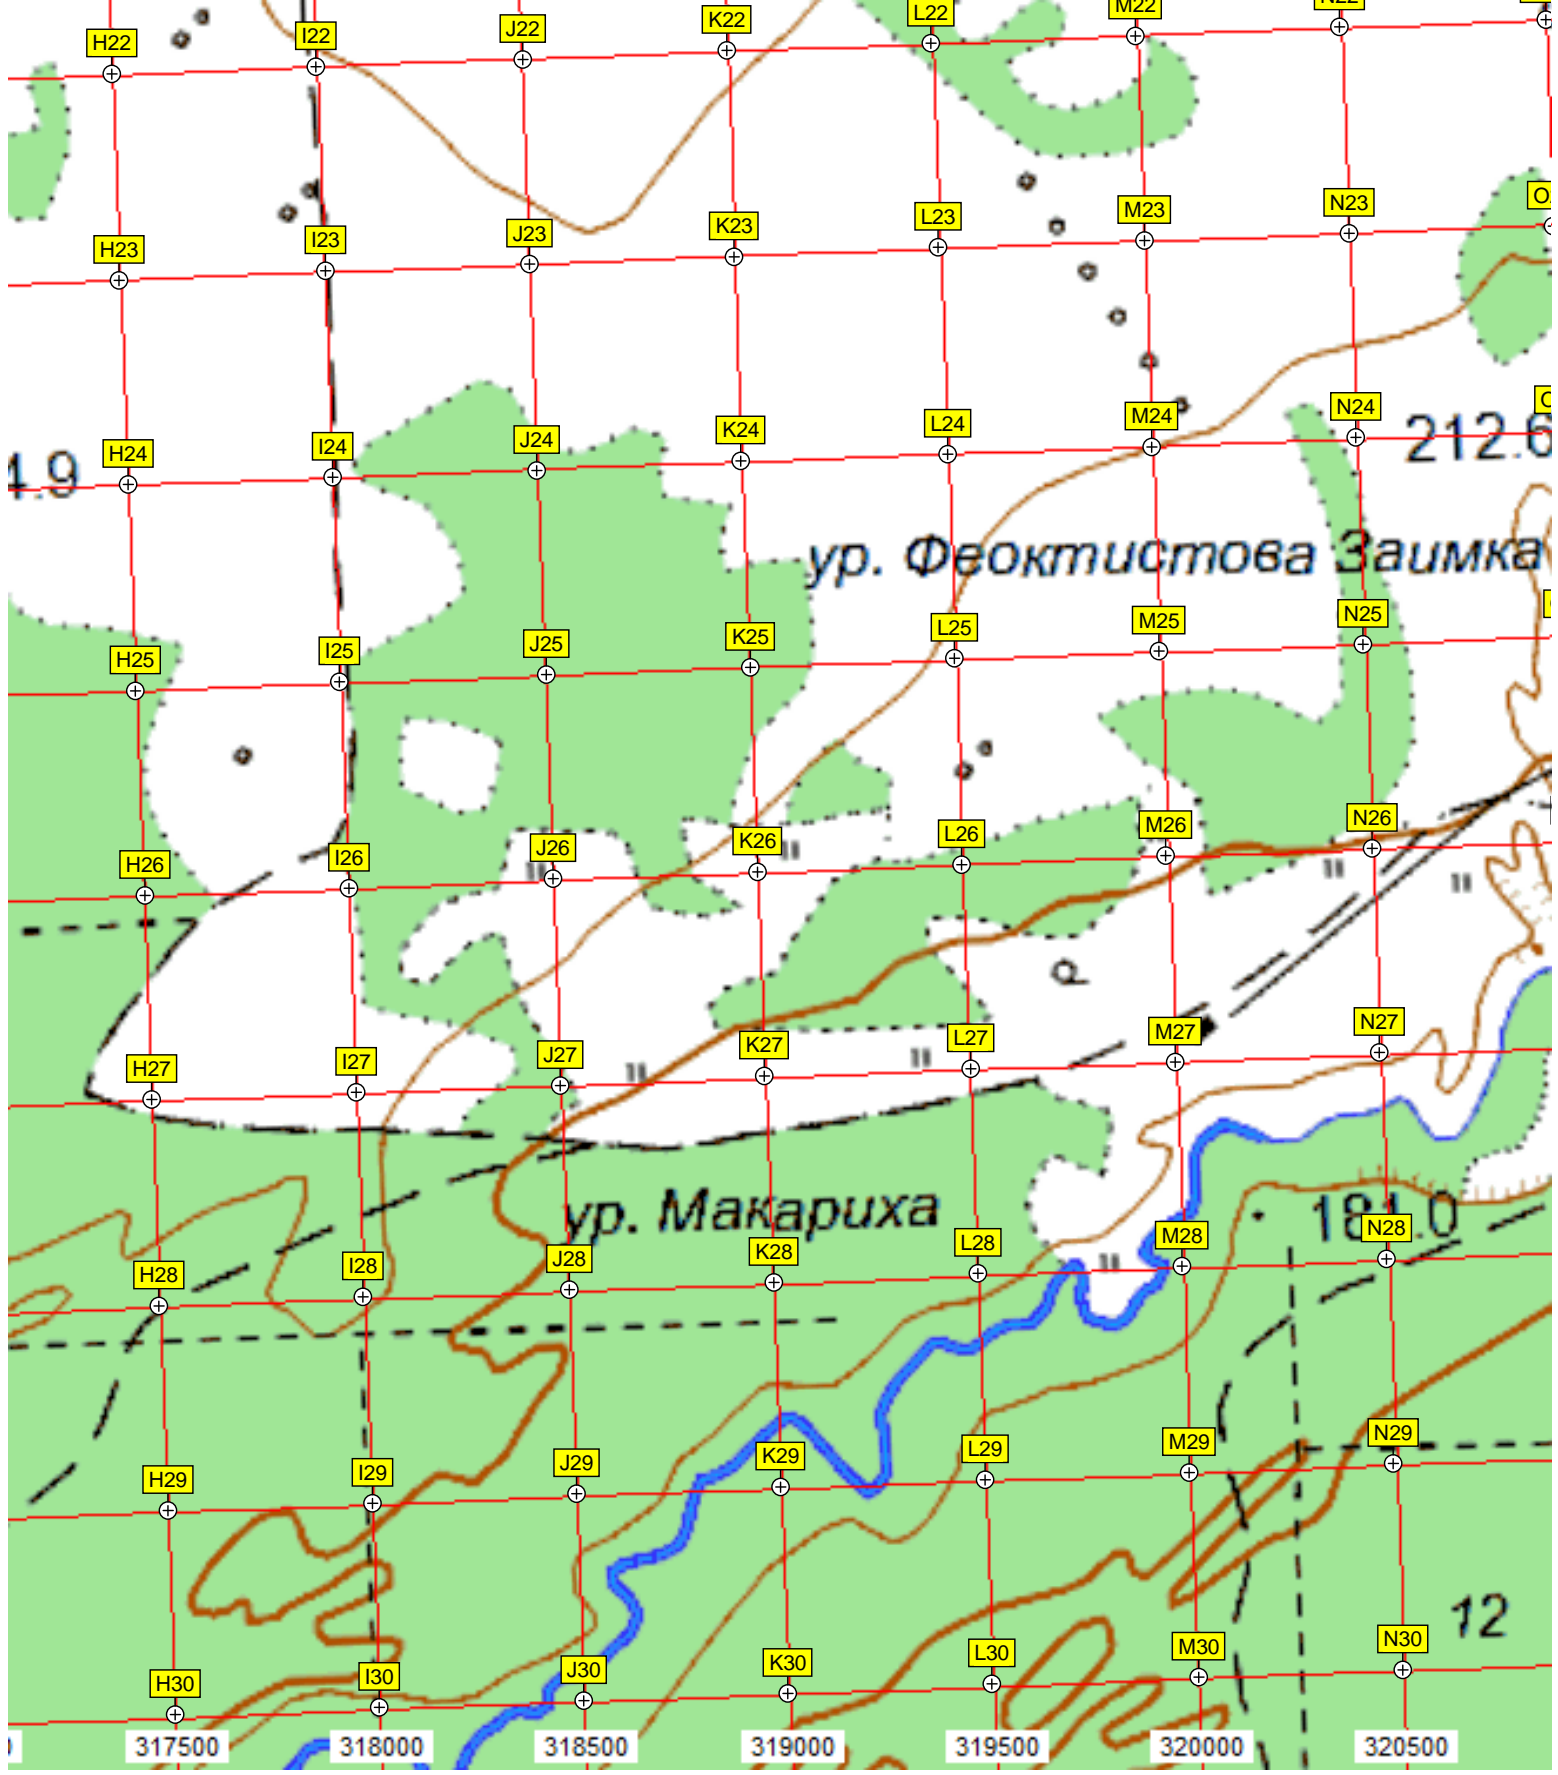 H22 I22 J22 K22 L22 M22 N22
H23 I23 J23 K23 L23 M23 N23
H24 I24 J24 K24 L24 M24 N24
212.6
ур. Феоктистова Заимка
H25 I25 J25 K25 L25 M25 N25
H26 I26 J26 K26 L26 M26 N26
H27 I27 J27 K27 L27 M27 N27
ур. Макариха
181.0
H28 I28 J28 K28 L28 M28 N28
H29 I29 J29 K29 L29 M29 N29
12
H30 I30 J30 K30 L30 M30 N30
317500 318000 318500 319000 319500 320000 320500